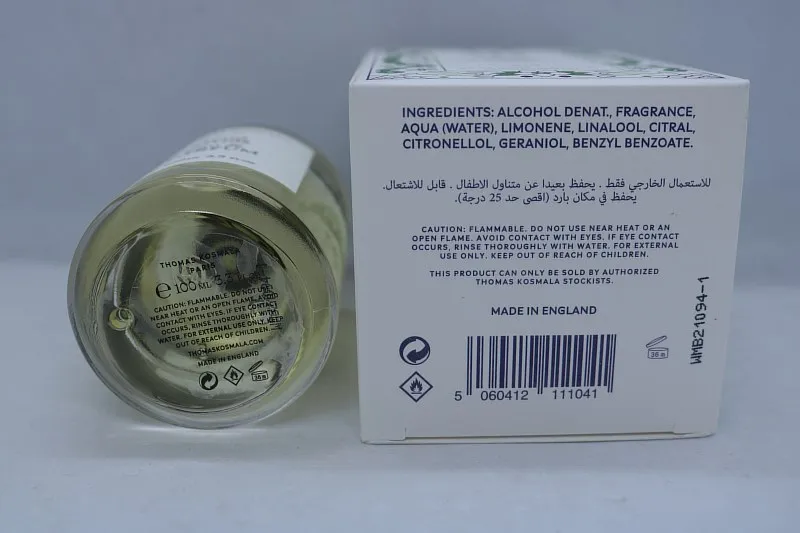 THOMAS KOSMALA
PARIS
℮ 100 ML
CAUTION: FLAMMABLE. DO NOT USE
NEAR HEAT OR AN OPEN FLAME. AVOID
CONTACT WITH EYES. IF EYE CONTACT
OCCURS, RINSE THOROUGHLY WITH
WATER. FOR EXTERNAL USE ONLY. KEEP
OUT OF REACH OF CHILDREN.
THOMASKOSMALA.COM
MADE IN ENGLAND
36 m
INGREDIENTS: ALCOHOL DENAT., FRAGRANCE,
AQUA (WATER), LIMONENE, LINALOOL, CITRAL,
CITRONELLOL, GERANIOL, BENZYL BENZOATE.
للاستعمال الخارجي فقط . يحفظ بعيدا عن متناول الاطفال . قابل للاشتعال.
يحفظ في مكان بارد (اقصى حد 25 درجة).
CAUTION: FLAMMABLE. DO NOT USE NEAR HEAT OR AN
OPEN FLAME. AVOID CONTACT WITH EYES. IF EYE CONTACT
OCCURS, RINSE THOROUGHLY WITH WATER. FOR EXTERNAL
USE ONLY. KEEP OUT OF REACH OF CHILDREN.
THIS PRODUCT CAN ONLY BE SOLD BY AUTHORIZED
THOMAS KOSMALA STOCKISTS.
MADE IN ENGLAND
36 m
5 060412 111041
WMB21094-1